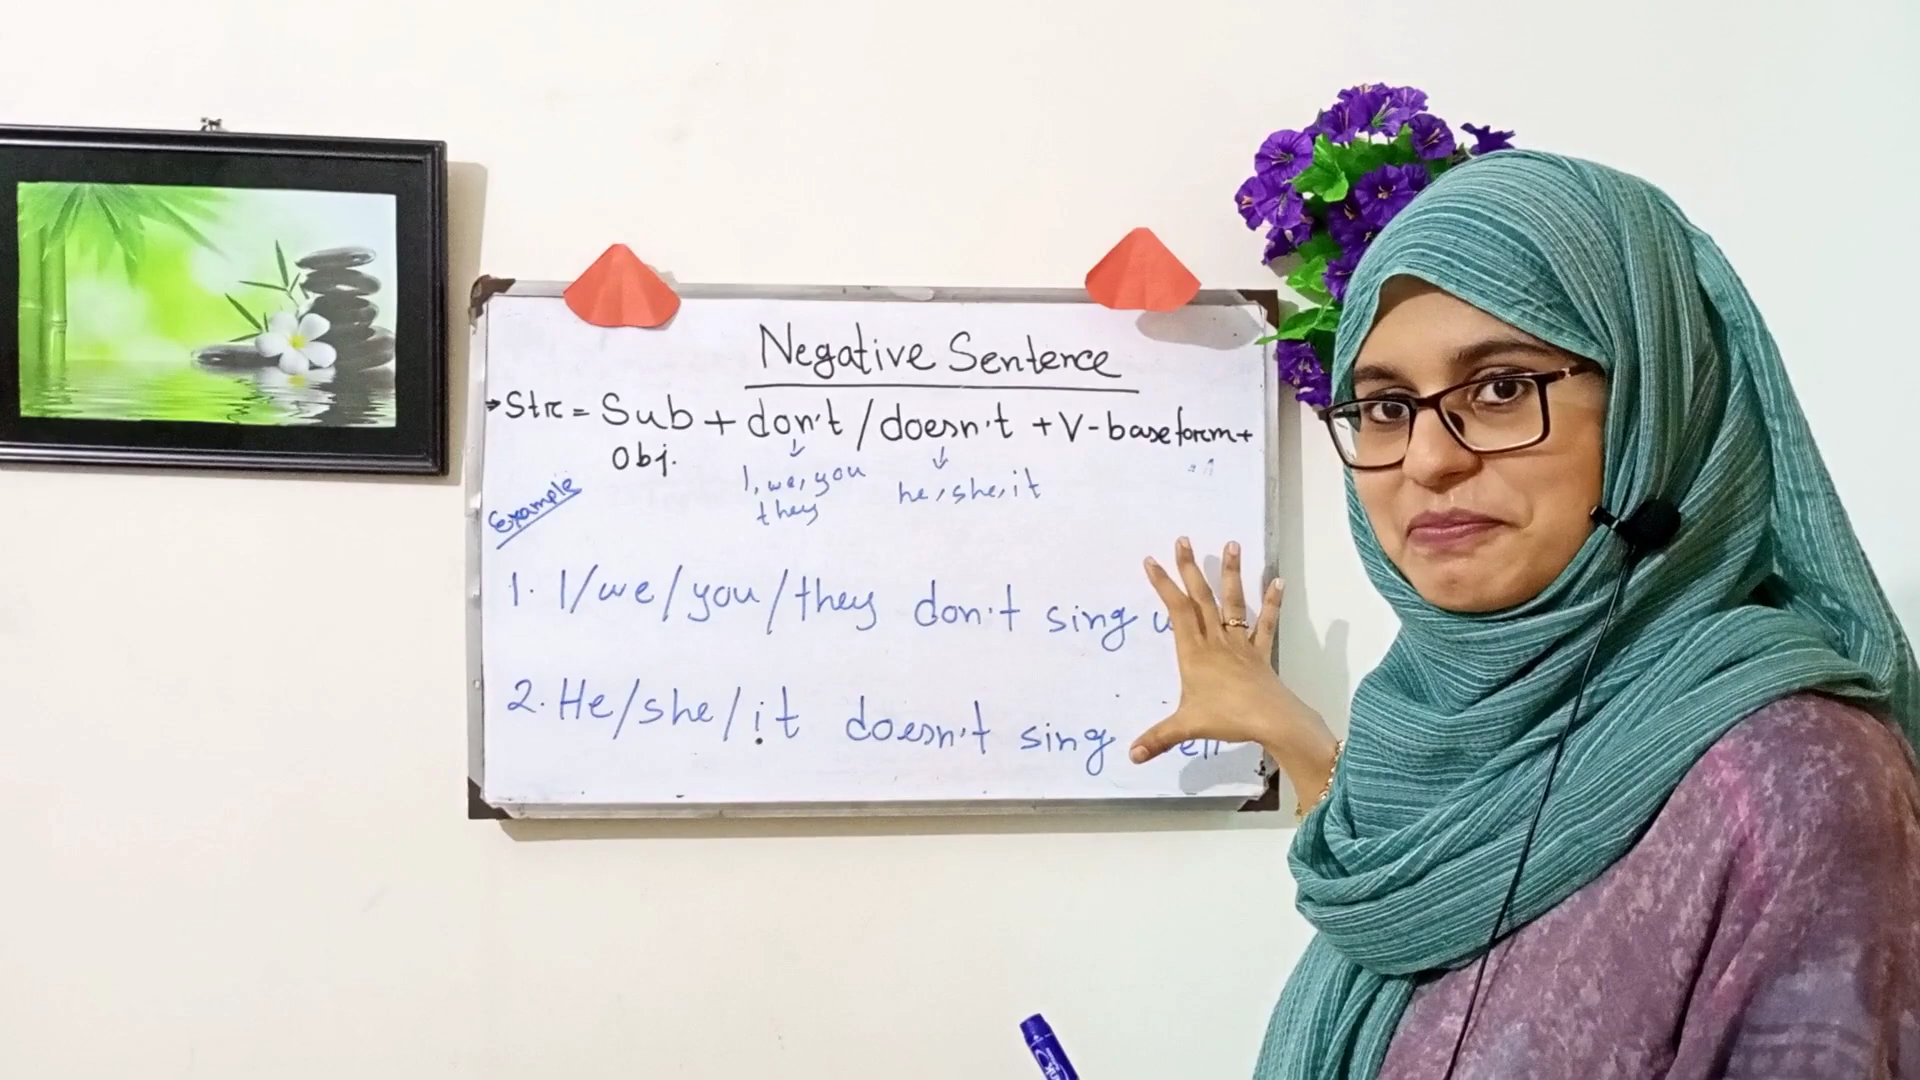 Negative Sentence
→ Str = Sub + don't / doesn't + V-base form +
Obj.
I, we, you
they
he, she, it
Example
1. I/we/you/they don't sing
2. He/she/it doesn't sing